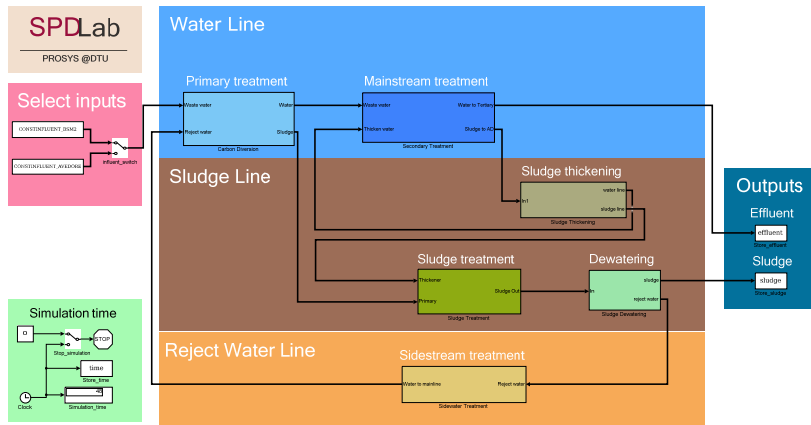 SPDLab
PROSYS @DTU
Select inputs
CONSTINFLUENT_BSM2
CONSTINFLUENT_AVEDORE
influent_switch
Water Line
Primary treatment
Waste water
Water
Reject water
Sludge
Carbon Diversion
Mainstream treatment
Waste water
Water to Tertiary
Thicken water
Sludge to AD
Secondary Treatment
Sludge Line
Sludge thickening
water line
In1
sludge line
Sludge Thickening
Sludge treatment
Thickener
Sludge Out
Primary
Sludge Treatment
Dewatering
sludge
In
reject water
Sludge Dewatering
Outputs
Effluent
effluent
Store_effluent
Sludge
sludge
Store_sludge
Simulation time
0
STOP
Stop_simulation
time
Store_time
Clock
Simulation_time
Reject Water Line
Sidestream treatment
Water to mainline
Reject water
Sidewater Treatment